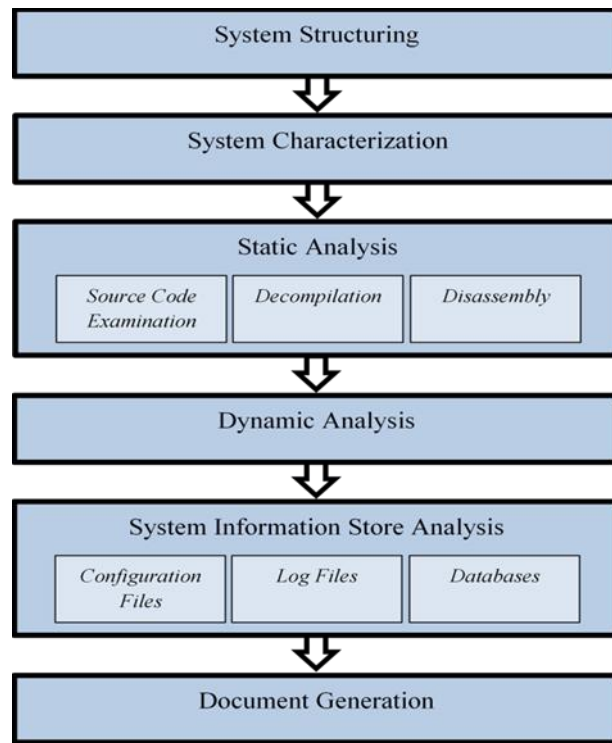 System Structuring
System Characterization
Static Analysis
Source Code
Examination
Decompilation
Disassembly
Dynamic Analysis
System Information Store Analysis
Configuration
Files
Log Files
Databases
Document Generation